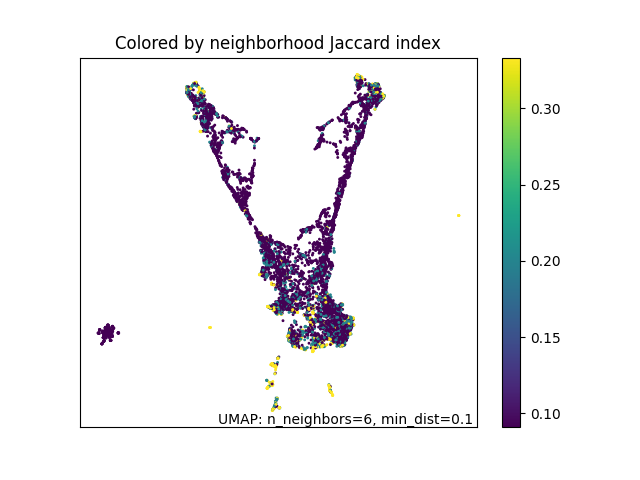 Colored by neighborhood Jaccard index
0.30
0.25
0.20
0.15
0.10
UMAP: n_neighbors=6, min_dist=0.1